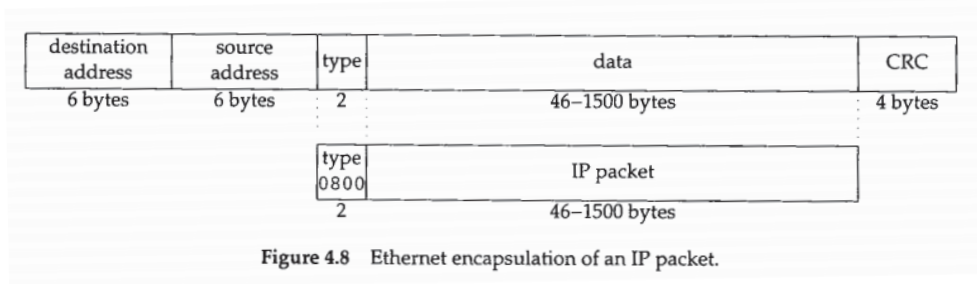 destination address
source address
type
data
CRC
6 bytes
6 bytes
2
46–1500 bytes
4 bytes
type 0800
IP packet
2
46–1500 bytes
Figure 4.8 Ethernet encapsulation of an IP packet.